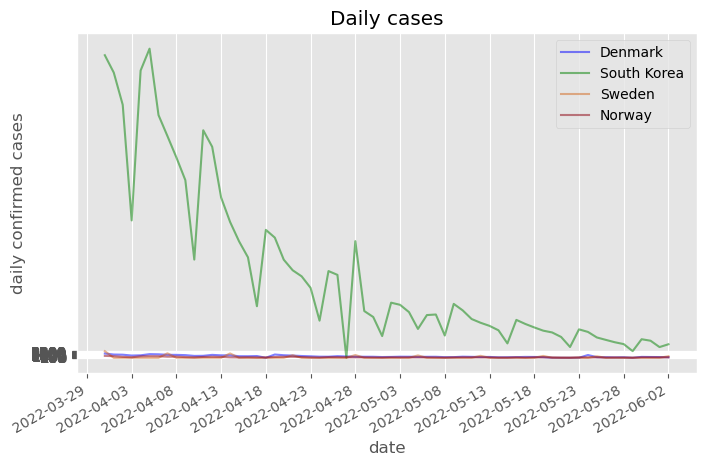 Daily cases
Denmark
South Korea
Sweden
Norway
daily confirmed cases
2022-03-29
2022-04-03
2022-04-08
2022-04-13
2022-04-18
2022-04-23
2022-04-28
2022-05-03
2022-05-08
2022-05-13
2022-05-18
2022-05-23
2022-05-28
2022-06-02
date